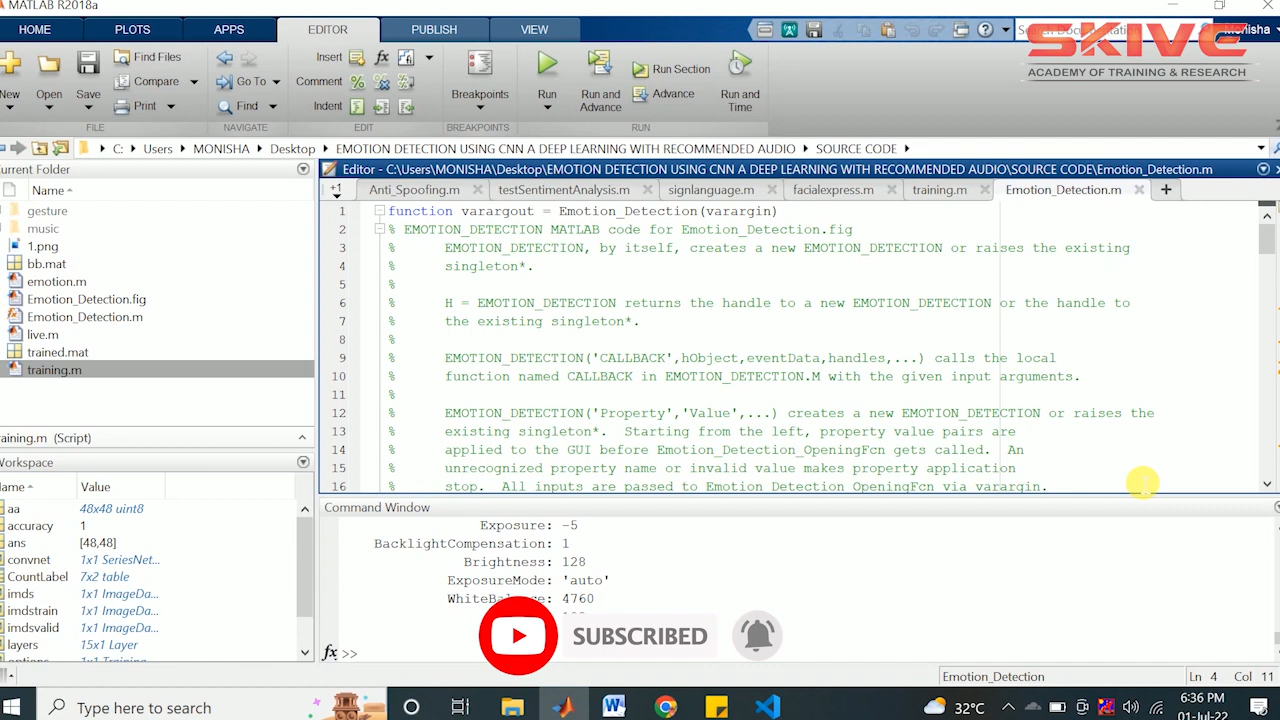 MATLAB R2018a
HOME PLOTS APPS EDITOR PUBLISH VIEW
Monisha
SKIVE
ACADEMY OF TRAINING & RESEARCH
New Open Save Find Files Compare Print
FILE
Go To Find
NAVIGATE
Insert Comment Indent
EDIT
Breakpoints
BREAKPOINTS
Run Run and Advance Run Section Advance Run and Time
RUN
C: Users MONISHA Desktop EMOTION DETECTION USING CNN A DEEP LEARNING WITH RECOMMENDED AUDIO SOURCE CODE
Current Folder
Name
gesture
music
1.png
bb.mat
emotion.m
Emotion_Detection.fig
Emotion_Detection.m
live.m
trained.mat
training.m
training.m (Script)
Workspace
Name Value
aa 48x48 uint8
accuracy 1
ans [48,48]
convnet 1x1 SeriesNet...
CountLabel 7x2 table
imds 1x1 ImageDa...
imdstrain 1x1 ImageDa...
imdsvalid 1x1 ImageDa...
layers 15x1 Layer
options 1x1 Training
Editor - C:\Users\MONISHA\Desktop\EMOTION DETECTION USING CNN A DEEP LEARNING WITH RECOMMENDED AUDIO\SOURCE CODE\Emotion_Detection.m
Anti_Spoofing.m testSentimentAnalysis.m signlanguage.m facialexpress.m training.m Emotion_Detection.m
1 function varargout = Emotion_Detection(varargin)
2 % EMOTION_DETECTION MATLAB code for Emotion_Detection.fig
3 % EMOTION_DETECTION, by itself, creates a new EMOTION_DETECTION or raises the existing
4 % singleton*.
5 %
6 % H = EMOTION_DETECTION returns the handle to a new EMOTION_DETECTION or the handle to
7 % the existing singleton*.
8 %
9 % EMOTION_DETECTION('CALLBACK',hObject,eventData,handles,...) calls the local
10 % function named CALLBACK in EMOTION_DETECTION.M with the given input arguments.
11 %
12 % EMOTION_DETECTION('Property','Value',...) creates a new EMOTION_DETECTION or raises the
13 % existing singleton*. Starting from the left, property value pairs are
14 % applied to the GUI before Emotion_Detection_OpeningFcn gets called. An
15 % unrecognized property name or invalid value makes property application
16 % stop. All inputs are passed to Emotion_Detection_OpeningFcn via varargin.
Command Window
Exposure: -5
BacklightCompensation: 1
Brightness: 128
ExposureMode: 'auto'
WhiteBalance: 4760
fx >>
SUBSCRIBED
Emotion_Detection Ln 4 Col 11
Type here to search
32°C
6:36 PM
01-Jul-22